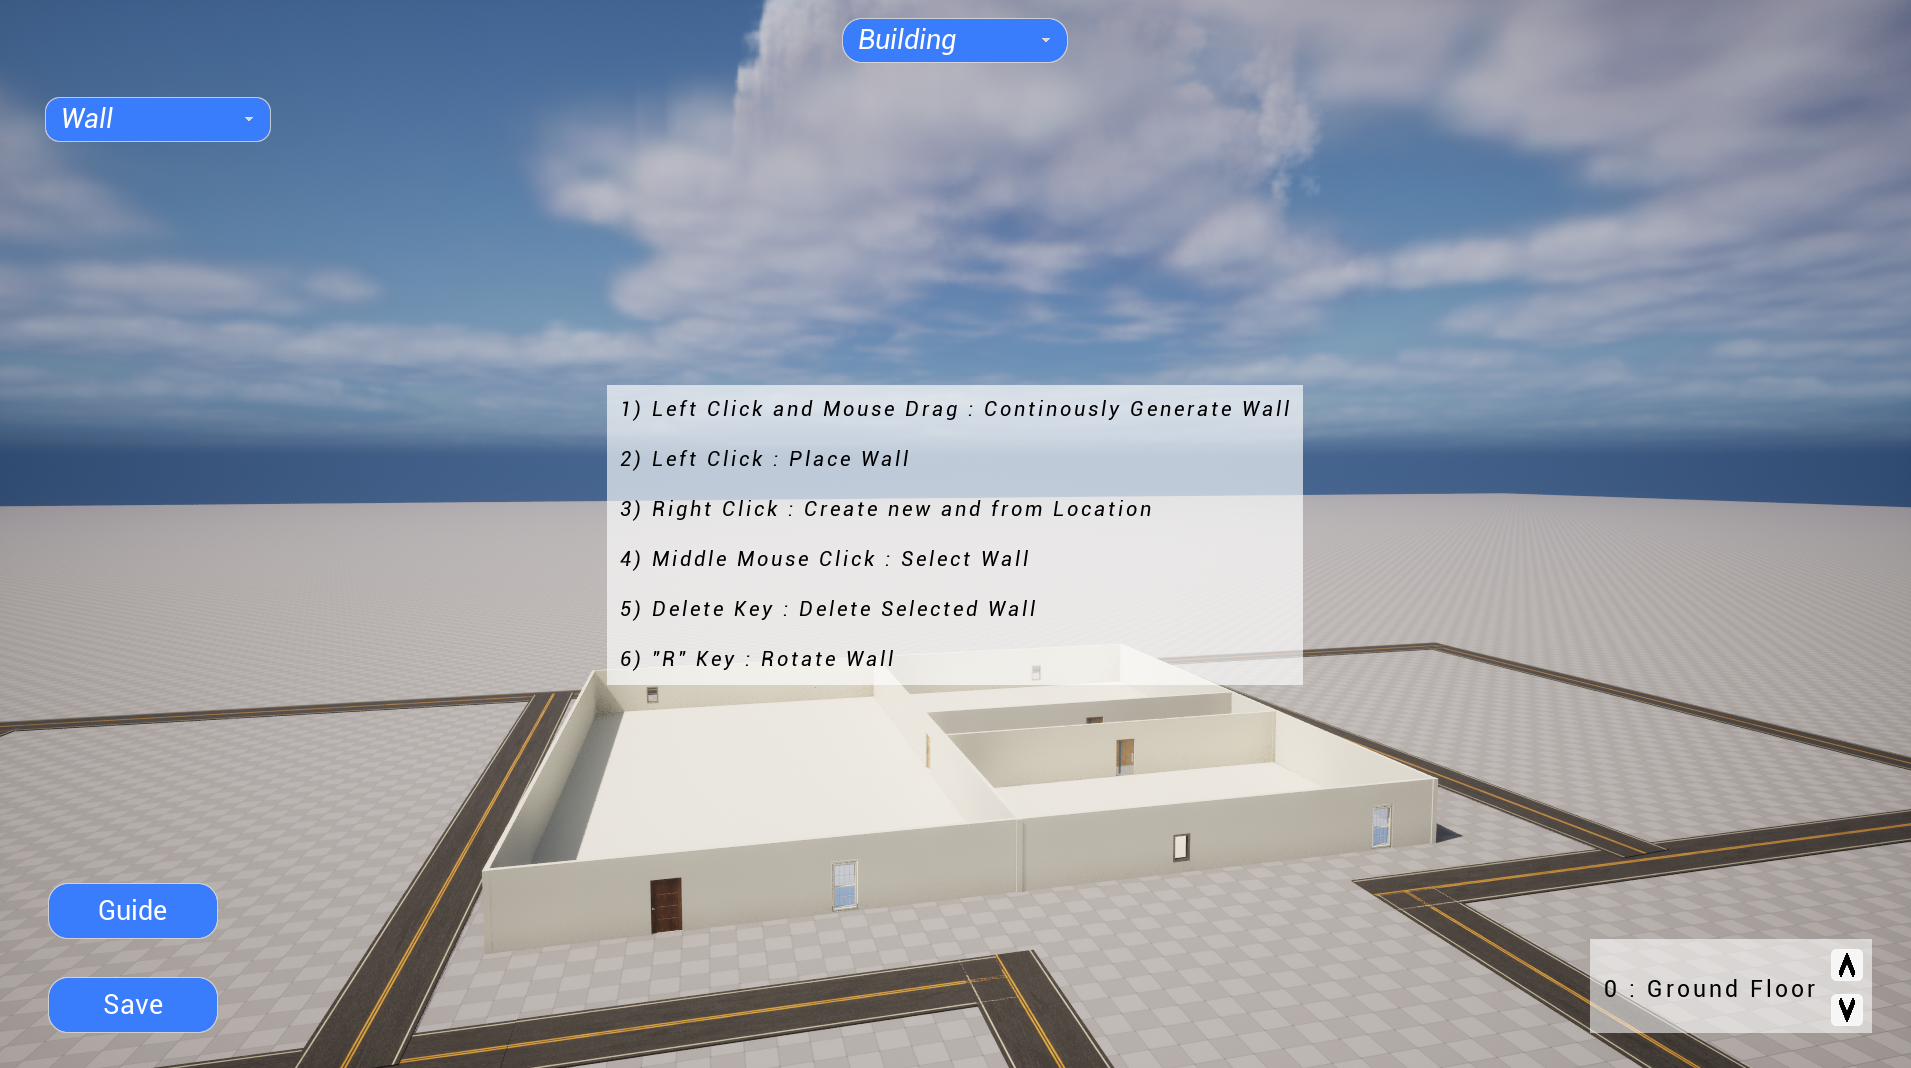 Building
Wall
1) Left Click and Mouse Drag : Continously Generate Wall
2) Left Click : Place Wall
3) Right Click : Create new and from Location
4) Middle Mouse Click : Select Wall
5) Delete Key : Delete Selected Wall
6) "R" Key : Rotate Wall
Guide
Save
0 : Ground Floor